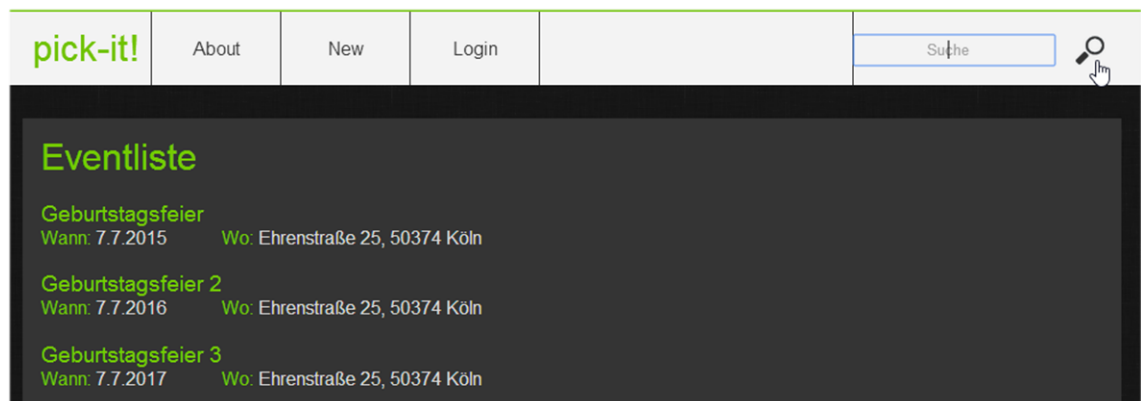 pick-it! About New Login Suche
Eventliste
Geburtstagsfeier
Wann: 7.7.2015 Wo: Ehrenstraße 25, 50374 Köln
Geburtstagsfeier 2
Wann: 7.7.2016 Wo: Ehrenstraße 25, 50374 Köln
Geburtstagsfeier 3
Wann: 7.7.2017 Wo: Ehrenstraße 25, 50374 Köln